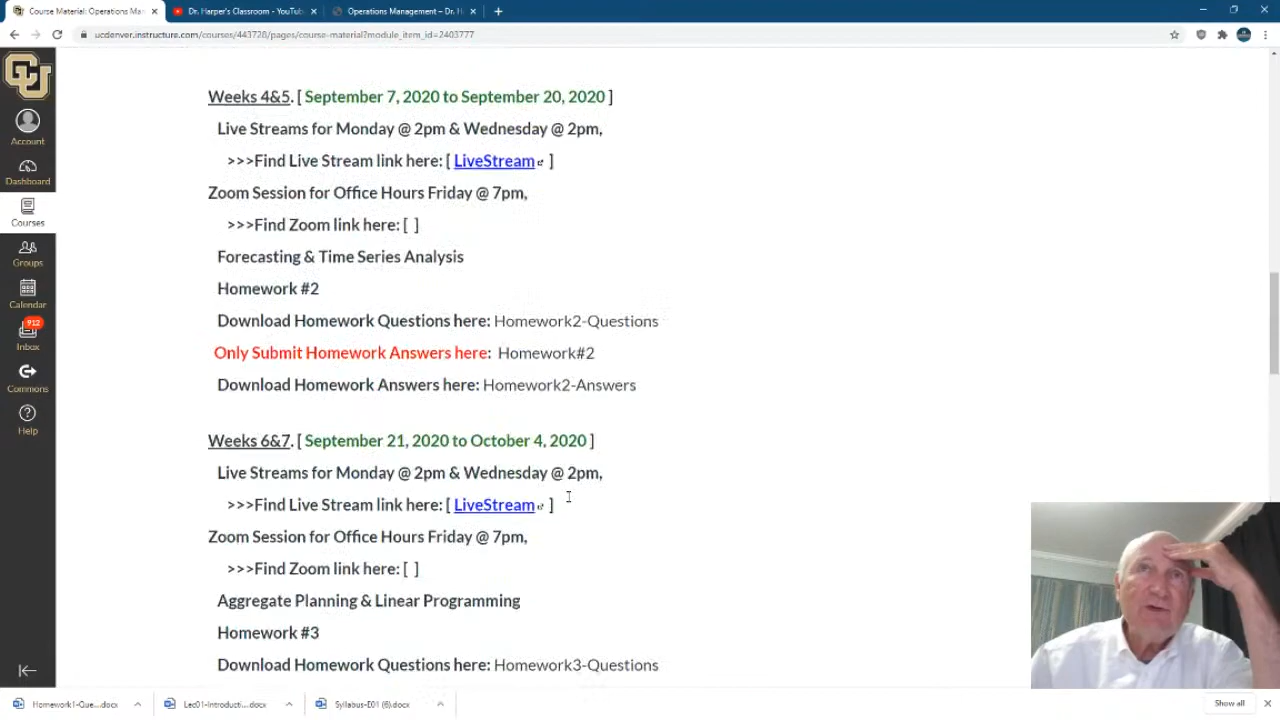 Course Material: Operations Ma
Dr. Harper's Classroom - YouTu
Operations Management – Dr. H
ucdenver.instructure.com/courses/443728/pages/course-material?module_item_id=2403777
CU
Account
Dashboard
Courses
Groups
Calendar
912
Inbox
Commons
Help
Weeks 4&5. [ September 7, 2020 to September 20, 2020 ]
Live Streams for Monday @ 2pm & Wednesday @ 2pm,
>>>Find Live Stream link here: [ LiveStream ]
Zoom Session for Office Hours Friday @ 7pm,
>>>Find Zoom link here: [ ]
Forecasting & Time Series Analysis
Homework #2
Download Homework Questions here: Homework2-Questions
Only Submit Homework Answers here: Homework#2
Download Homework Answers here: Homework2-Answers
Weeks 6&7. [ September 21, 2020 to October 4, 2020 ]
Live Streams for Monday @ 2pm & Wednesday @ 2pm,
>>>Find Live Stream link here: [ LiveStream ]
Zoom Session for Office Hours Friday @ 7pm,
>>>Find Zoom link here: [ ]
Aggregate Planning & Linear Programming
Homework #3
Download Homework Questions here: Homework3-Questions
Homework1-Que....docx
Lec01-Introducti....docx
Syllabus-E01 (6).docx
Show all